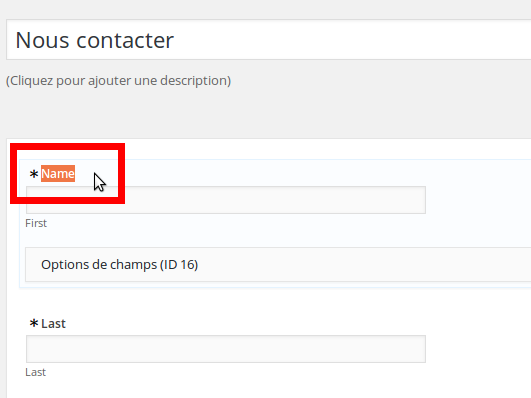 Nous contacter
(Cliquez pour ajouter une description)
* Name
First
Options de champs (ID 16)
* Last
Last